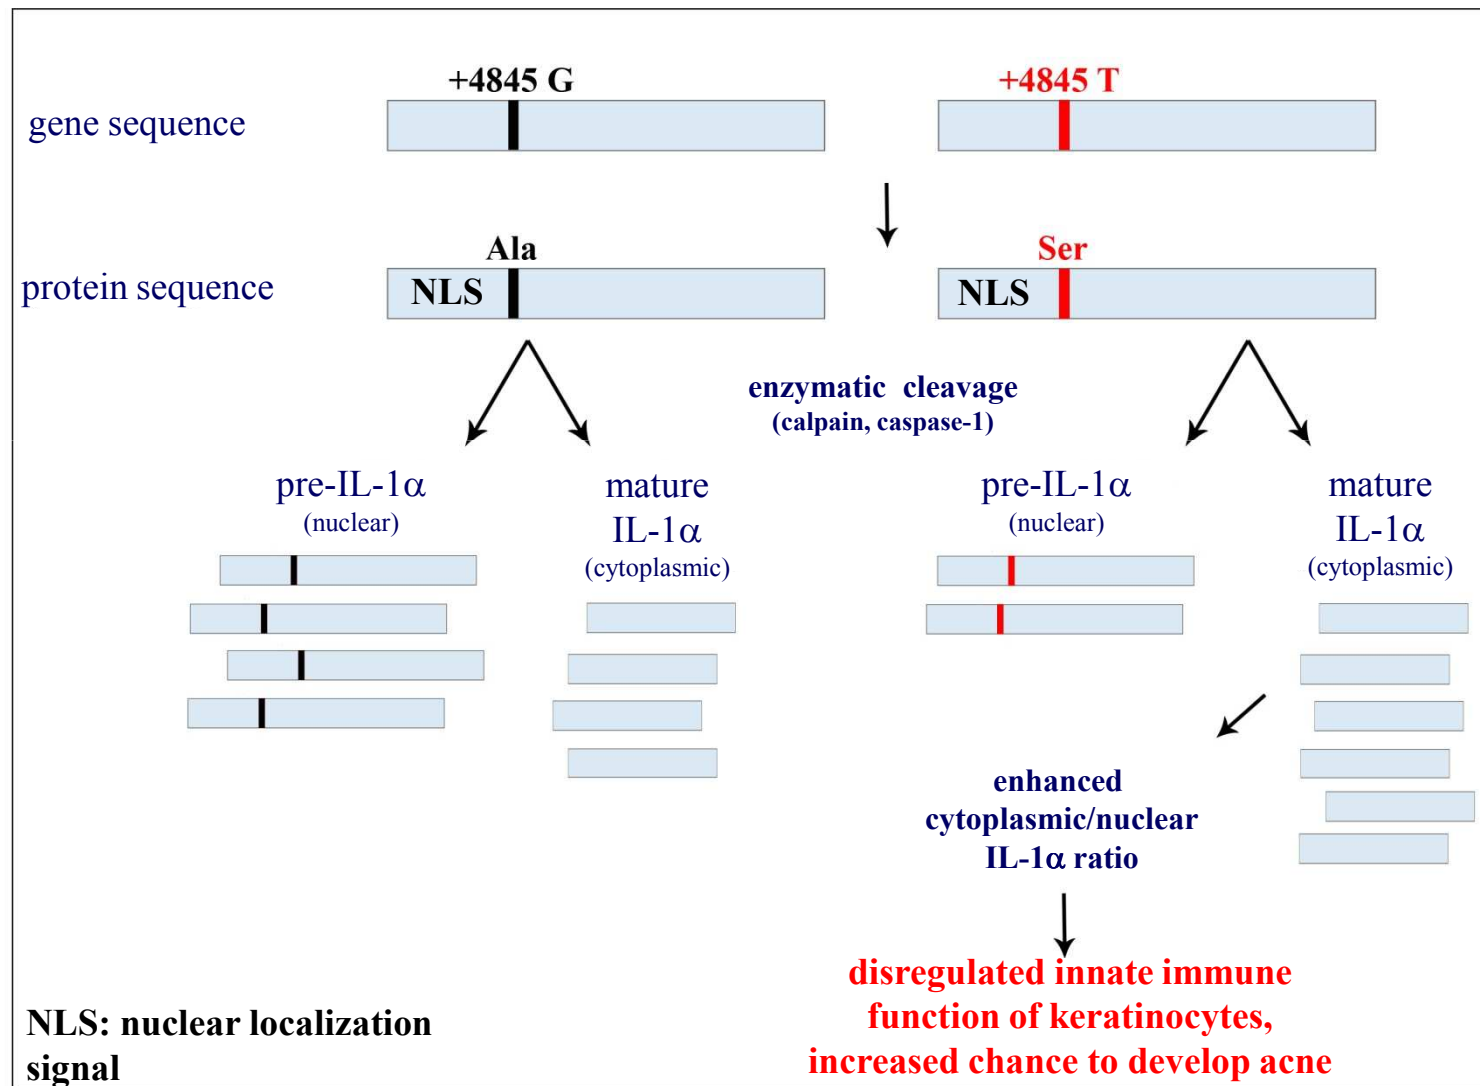 +4845 G
+4845 T
gene sequence
Ala
Ser
protein sequence
NLS
NLS
enzymatic cleavage
(calpain, caspase-1)
pre-IL-1α
(nuclear)
mature
IL-1α
(cytoplasmic)
pre-IL-1α
(nuclear)
mature
IL-1α
(cytoplasmic)
enhanced
cytoplasmic/nuclear
IL-1α ratio
disregulated innate immune
function of keratinocytes,
increased chance to develop acne
NLS: nuclear localization
signal